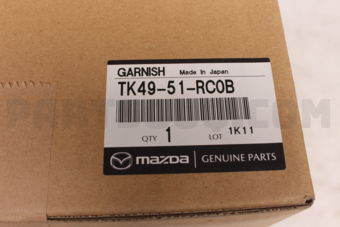 GARNISH Made In Japan
TK49-51-RC0B
QTY 1 LOT 1K11
mazda GENUINE PARTS